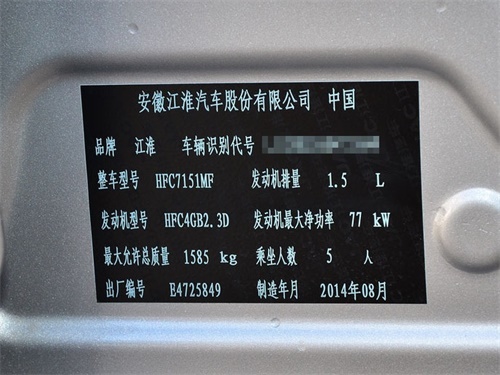 安徽江淮汽车股份有限公司 中国
品牌 江淮 车辆识别代号
整车型号 HFC7151MF 发动机排量 1.5 L
发动机型号 HFC4GB2.3D 发动机最大净功率 77 kW
最大允许总质量 1585 kg 乘坐人数 5 人
出厂编号 E4725849 制造年月 2014年08月